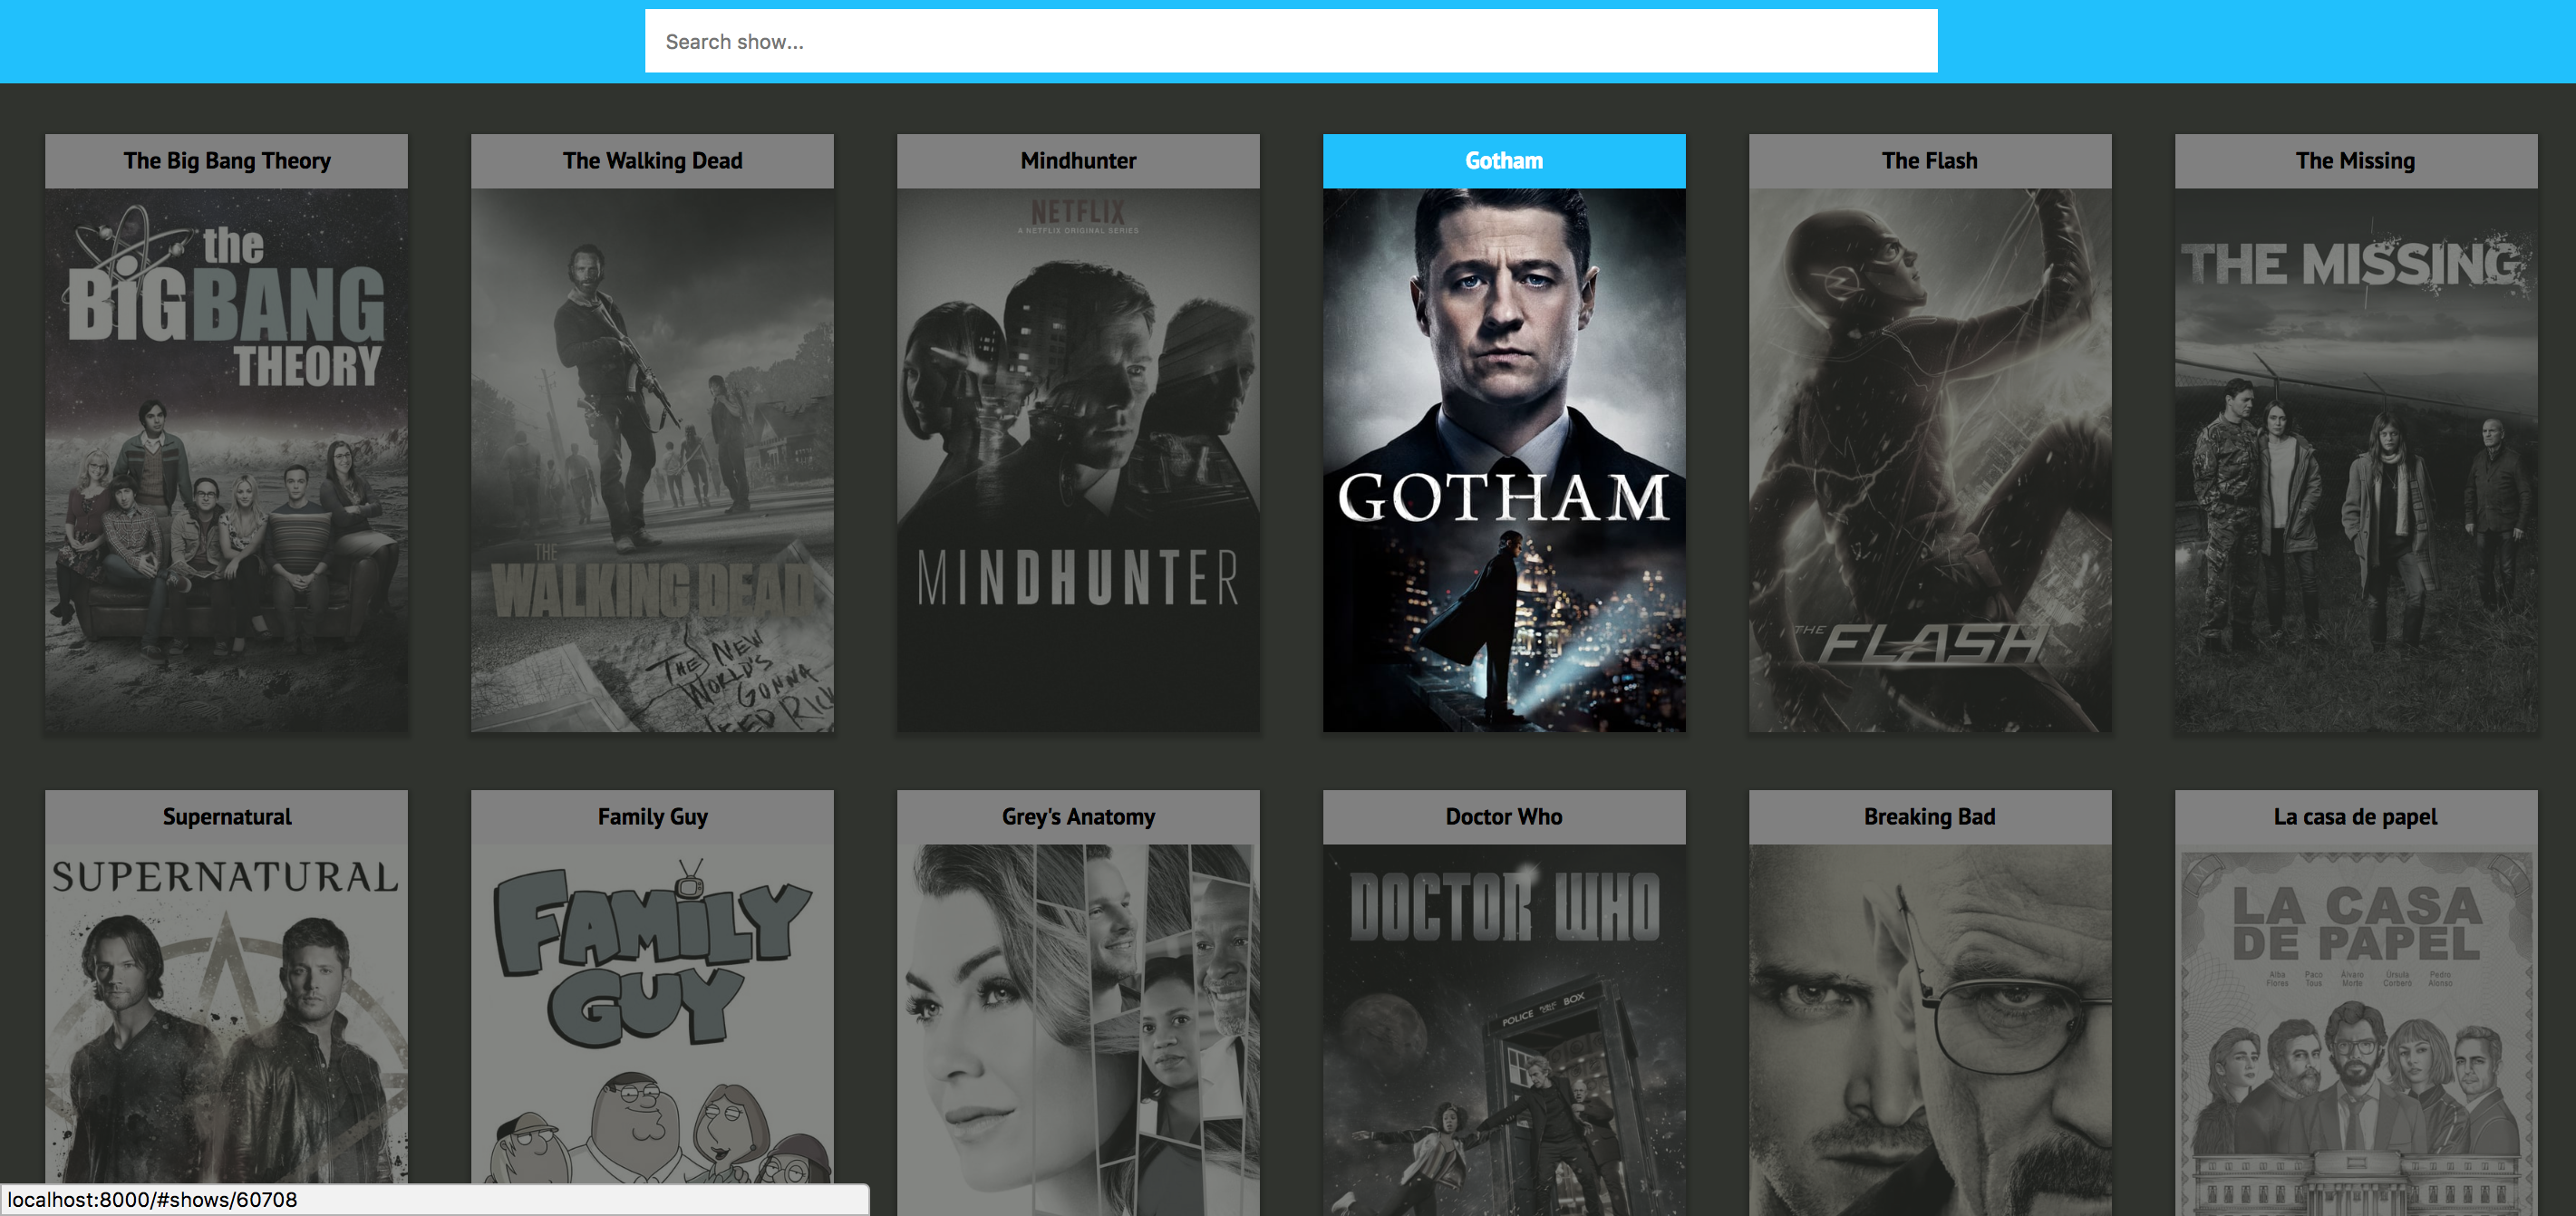 Search show...
The Big Bang Theory
The Walking Dead
Mindhunter
Gotham
The Flash
The Missing
the
BIGBANG
THEORY
THE
WALKING DEAD
THE NEW
WORLD'S
GONNA
NEED RICK
NETFLIX
A NETFLIX ORIGINAL SERIES
MINDHUNTER
GOTHAM
THE FLASH
THE MISSING
Supernatural
Family Guy
Grey's Anatomy
Doctor Who
Breaking Bad
La casa de papel
SUPERNATURAL
FAMILY
GUY
DOCTOR WHO
POLICE BOX
LA CASA
DE PAPEL
Alba Paco Álvaro Úrsula Pedro
Flores Tous Morte Corberó Alonso
localhost:8000/#shows/60708